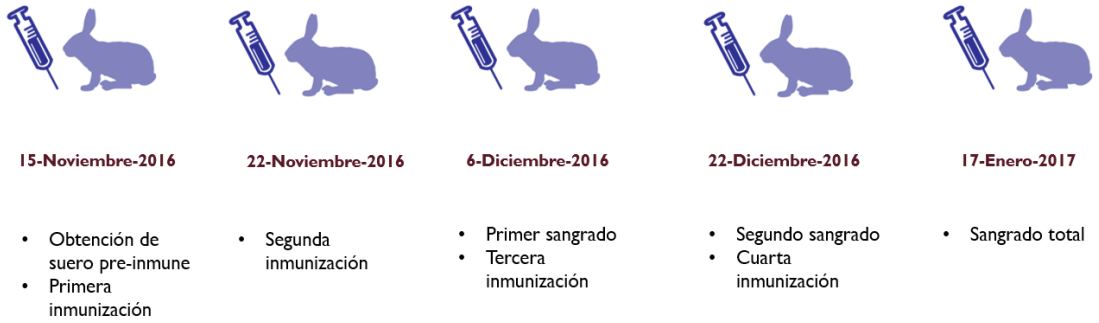 15-Noviembre-2016
22-Noviembre-2016
6-Diciembre-2016
22-Diciembre-2016
17-Enero-2017
• Obtención de
suero pre-inmune
• Primera
inmunización
• Segunda
inmunización
• Primer sangrado
• Tercera
inmunización
• Segundo sangrado
• Cuarta
inmunización
• Sangrado total